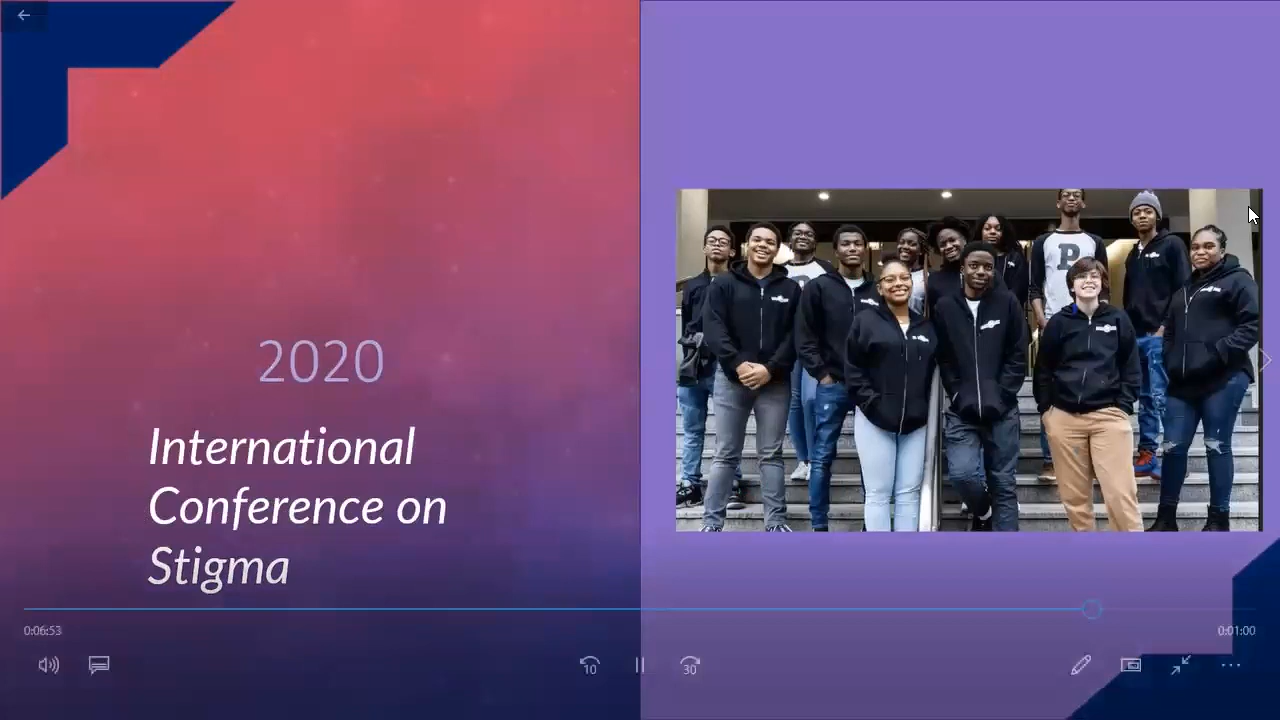 2020
International
Conference on
Stigma
P
0:06:53
0:01:00
10
30